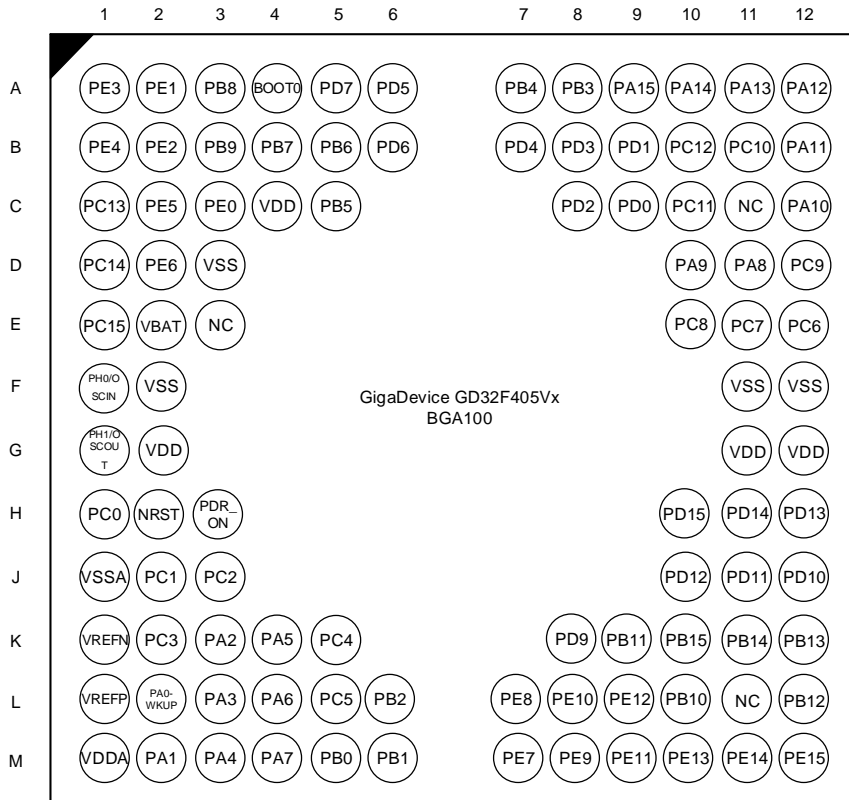 1 2 3 4 5 6 7 8 9 10 11 12
A PE3 PE1 PB8 BOOT0 PD7 PD5 PB4 PB3 PA15 PA14 PA13 PA12
B PE4 PE2 PB9 PB7 PB6 PD6 PD4 PD3 PD1 PC12 PC10 PA11
C PC13 PE5 PE0 VDD PB5 PD2 PD0 PC11 NC PA10
D PC14 PE6 VSS PA9 PA8 PC9
E PC15 VBAT NC PC8 PC7 PC6
F PH0/O
SCIN VSS VSS VSS
GigaDevice GD32F405Vx
BGA100
G PH1/O
SCOU
T VDD VDD VDD
H PC0 NRST PDR_
ON PD15 PD14 PD13
J VSSA PC1 PC2 PD12 PD11 PD10
K VREFN PC3 PA2 PA5 PC4 PD9 PB11 PB15 PB14 PB13
L VREFP PA0-
WKUP PA3 PA6 PC5 PB2 PE8 PE10 PE12 PB10 NC PB12
M VDDA PA1 PA4 PA7 PB0 PB1 PE7 PE9 PE11 PE13 PE14 PE15